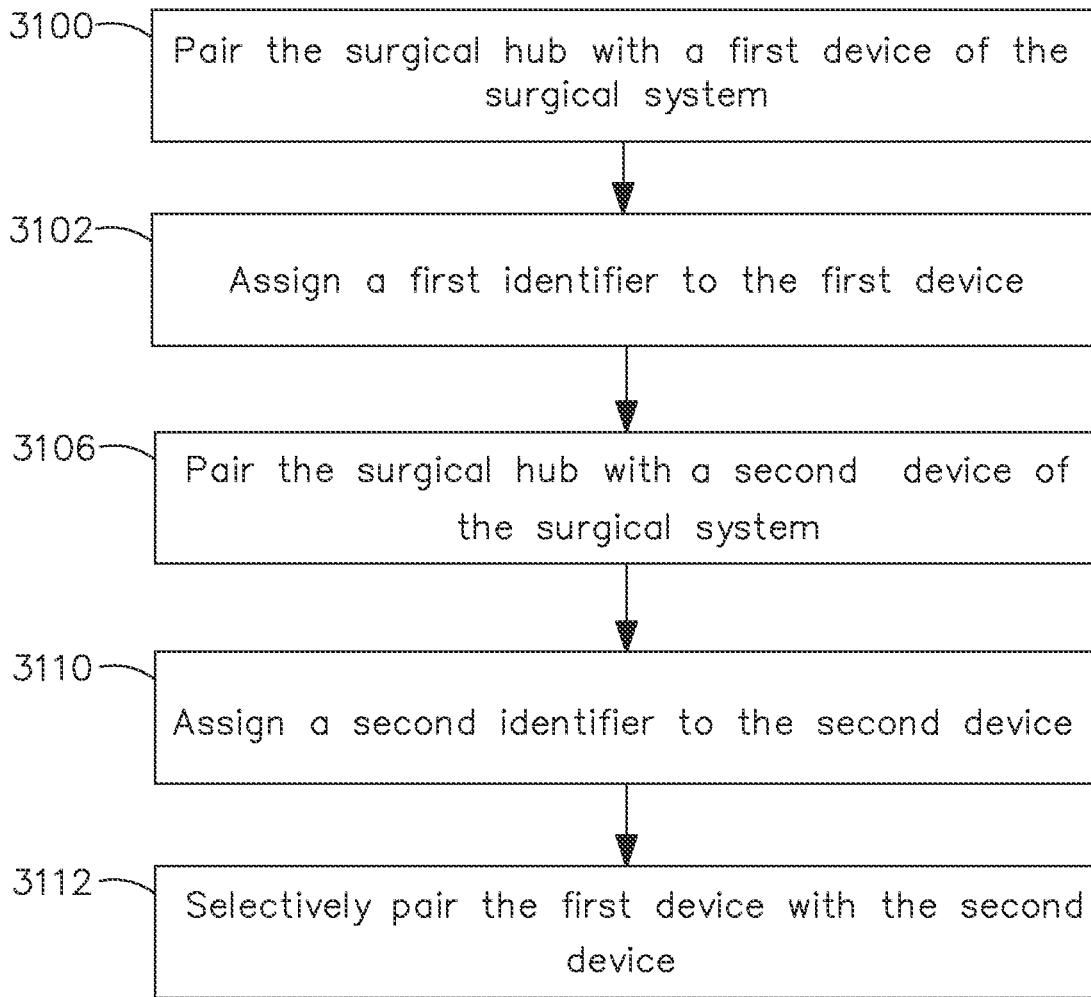 3100
Pair the surgical hub with a first device of the
surgical system
3102
Assign a first identifier to the first device
3106
Pair the surgical hub with a second device of
the surgical system
3110
Assign a second identifier to the second device
3112
Selectively pair the first device with the second
device